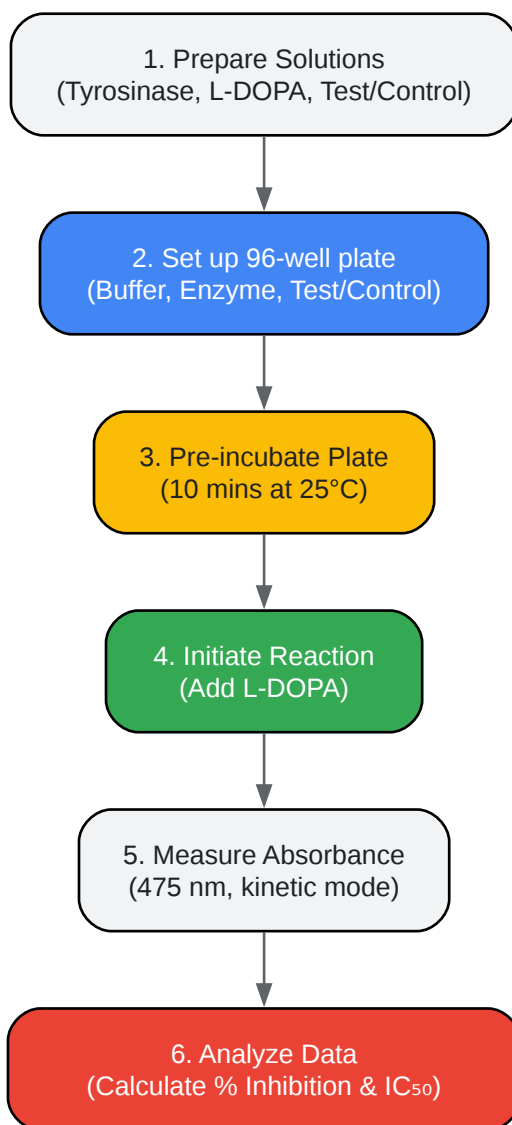 1. Prepare Solutions
(Tyrosinase, L-DOPA, Test/Control)
2. Set up 96-well plate
(Buffer, Enzyme, Test/Control)
3. Pre-incubate Plate
(10 mins at 25°C)
4. Initiate Reaction
(Add L-DOPA)
5. Measure Absorbance
(475 nm, kinetic mode)
6. Analyze Data
(Calculate % Inhibition & IC₅₀)